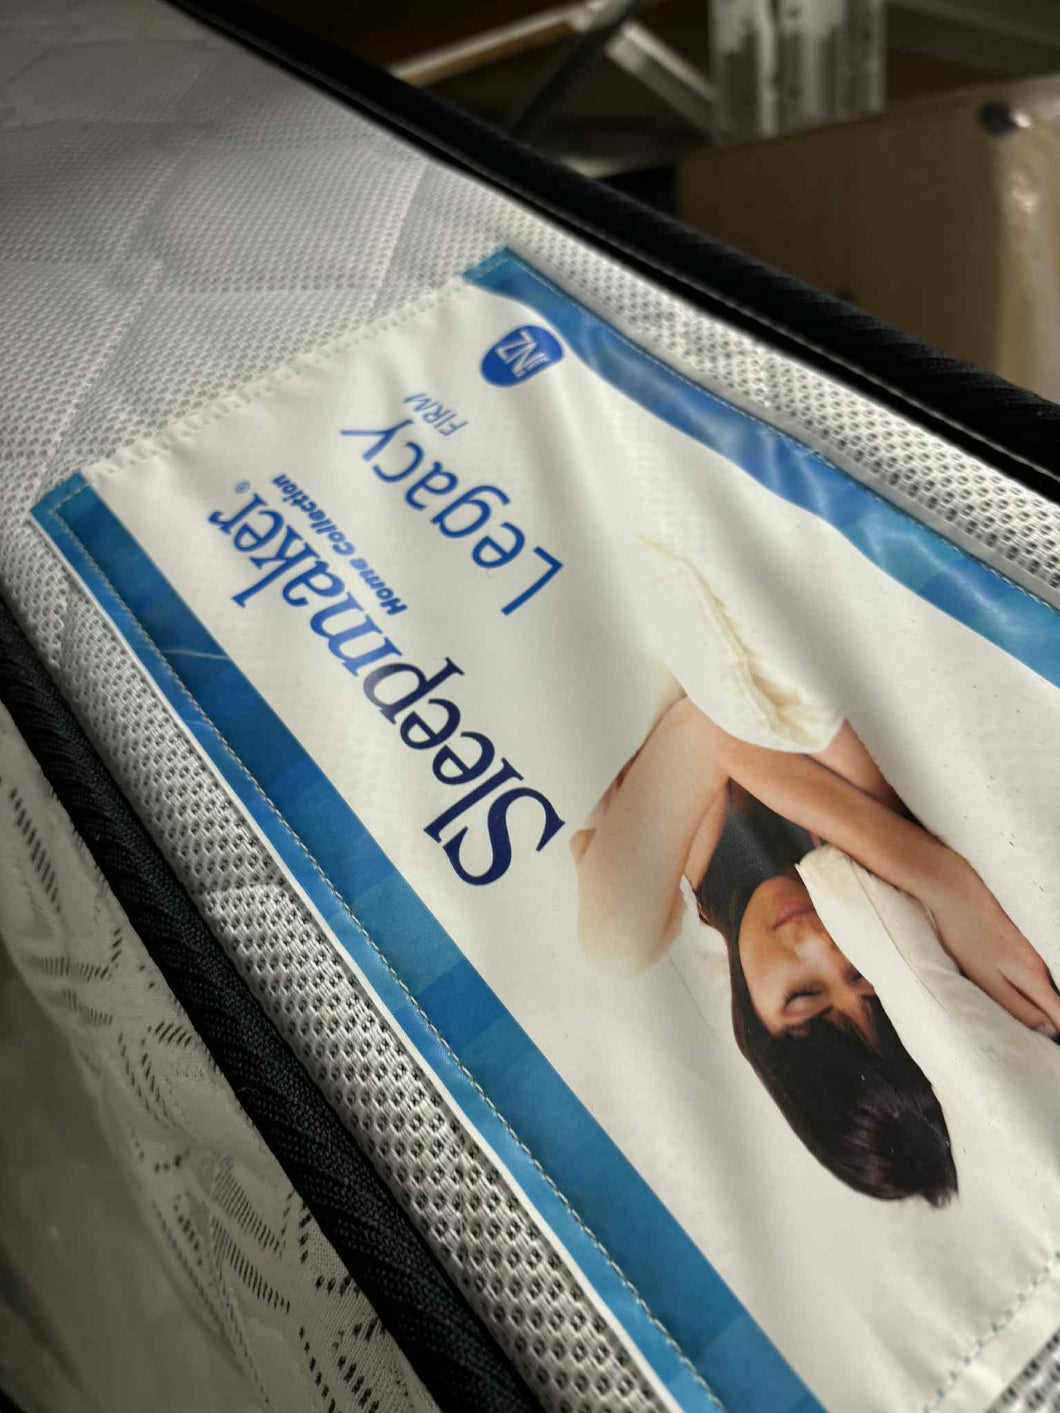 Sleepmaker®
Home Collection
Legacy
FIRM
NZ